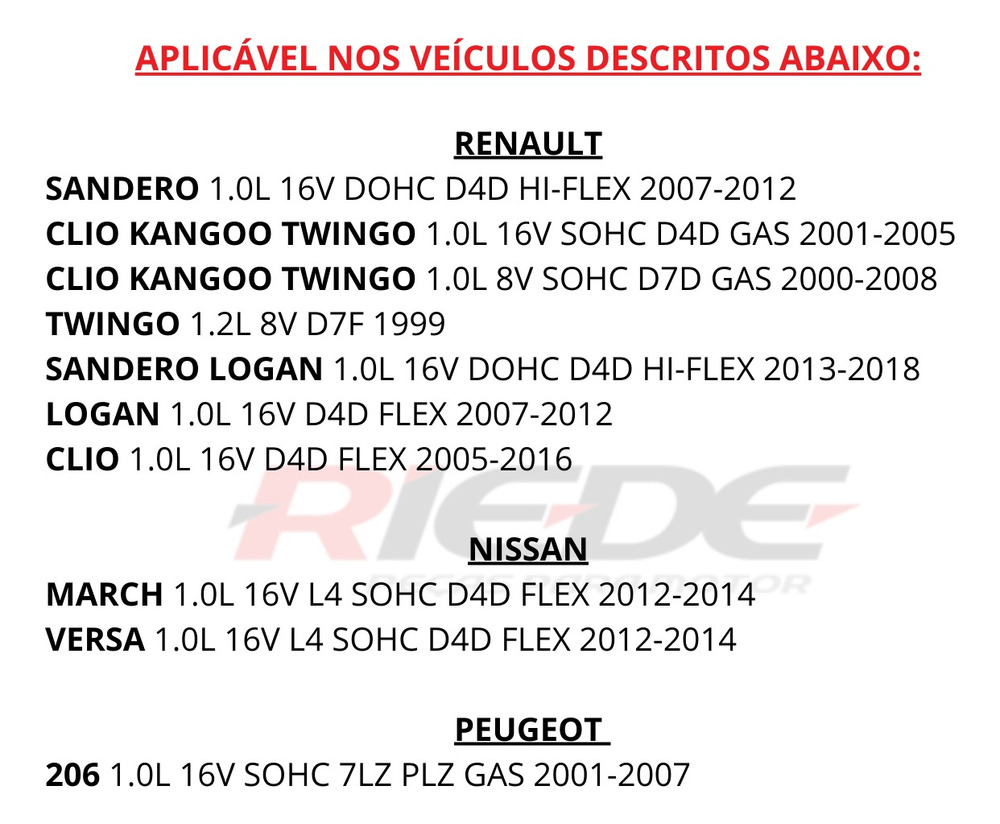 APLICÁVEL NOS VEÍCULOS DESCRITOS ABAIXO:
RENAULT
SANDERO 1.0L 16V DOHC D4D HI-FLEX 2007-2012
CLIO KANGOO TWINGO 1.0L 16V SOHC D4D GAS 2001-2005
CLIO KANGOO TWINGO 1.0L 8V SOHC D7D GAS 2000-2008
TWINGO 1.2L 8V D7F 1999
SANDERO LOGAN 1.0L 16V DOHC D4D HI-FLEX 2013-2018
LOGAN 1.0L 16V D4D FLEX 2007-2012
CLIO 1.0L 16V D4D FLEX 2005-2016
RIEDE
NISSAN
PEÇAS PARA MOTOR
MARCH 1.0L 16V L4 SOHC D4D FLEX 2012-2014
VERSA 1.0L 16V L4 SOHC D4D FLEX 2012-2014
PEUGEOT
206 1.0L 16V SOHC 7LZ PLZ GAS 2001-2007